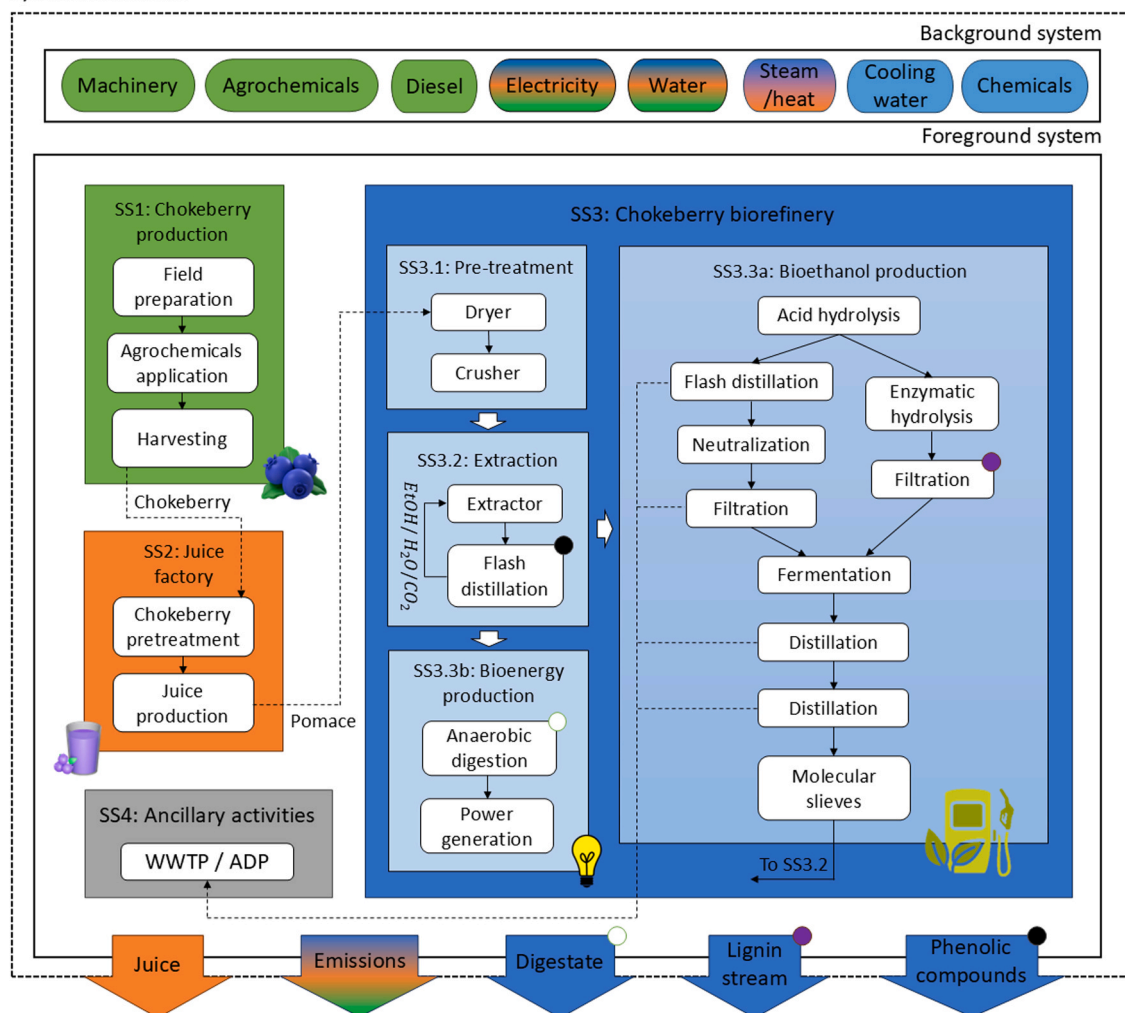 Background system
Machinery
Agrochemicals
Diesel
Electricity
Water
Steam
/heat
Cooling
water
Chemicals
Foreground system
SS1: Chokeberry
production
Field
preparation
Agrochemicals
application
Harvesting
Chokeberry
SS2: Juice
factory
Chokeberry
pretreatment
Juice
production
Pomace
SS4: Ancillary activities
WWTP / ADP
SS3: Chokeberry biorefinery
SS3.1: Pre-treatment
Dryer
Crusher
SS3.2: Extraction
Extractor
Flash
distillation
EtOH / H2O / CO2
SS3.3b: Bioenergy
production
Anaerobic
digestion
Power
generation
SS3.3a: Bioethanol production
Acid hydrolysis
Flash distillation
Enzymatic
hydrolysis
Neutralization
Filtration
Filtration
Fermentation
Distillation
Distillation
Molecular
slieves
To SS3.2
Juice
Emissions
Digestate
Lignin
stream
Phenolic
compounds